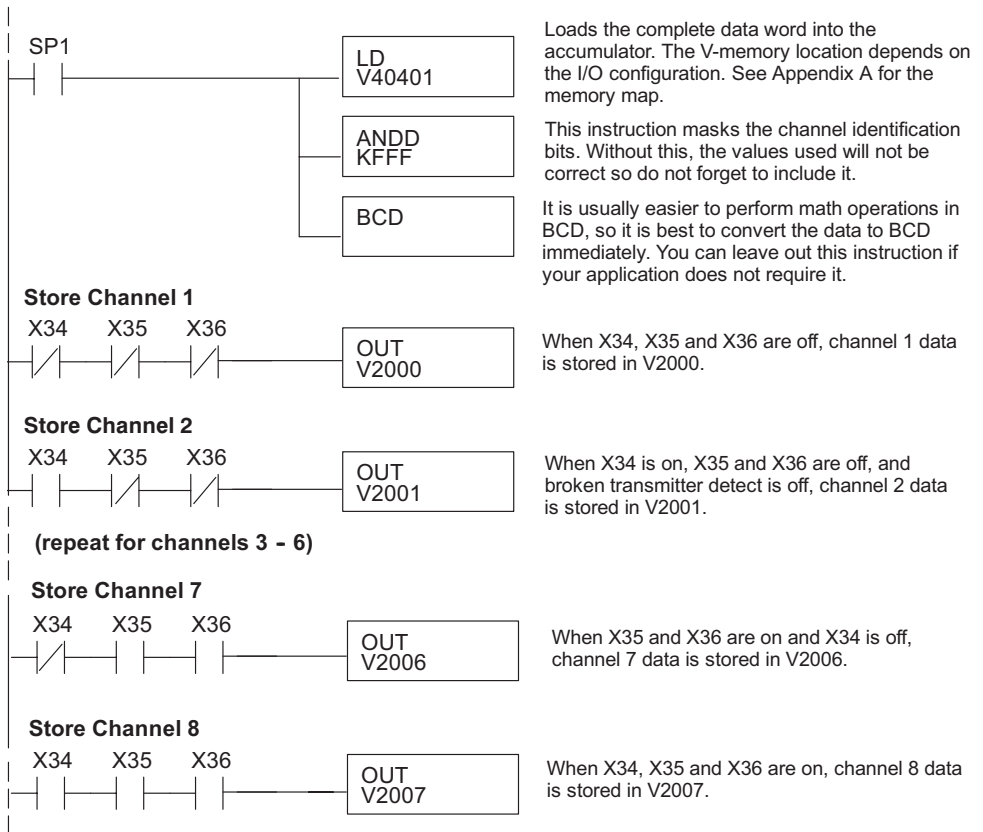 SP1
LD
V40401
Loads the complete data word into the
accumulator. The V-memory location depends on
the I/O configuration. See Appendix A for the
memory map.
ANDD
KFFF
This instruction masks the channel identification
bits. Without this, the values used will not be
correct so do not forget to include it.
BCD
It is usually easier to perform math operations in
BCD, so it is best to convert the data to BCD
immediately. You can leave out this instruction if
your application does not require it.
Store Channel 1
X34 X35 X36
OUT
V2000
When X34, X35 and X36 are off, channel 1 data
is stored in V2000.
Store Channel 2
X34 X35 X36
OUT
V2001
When X34 is on, X35 and X36 are off, and
broken transmitter detect is off, channel 2 data
is stored in V2001.
(repeat for channels 3 - 6)
Store Channel 7
X34 X35 X36
OUT
V2006
When X35 and X36 are on and X34 is off,
channel 7 data is stored in V2006.
Store Channel 8
X34 X35 X36
OUT
V2007
When X34, X35 and X36 are on, channel 8 data
is stored in V2007.